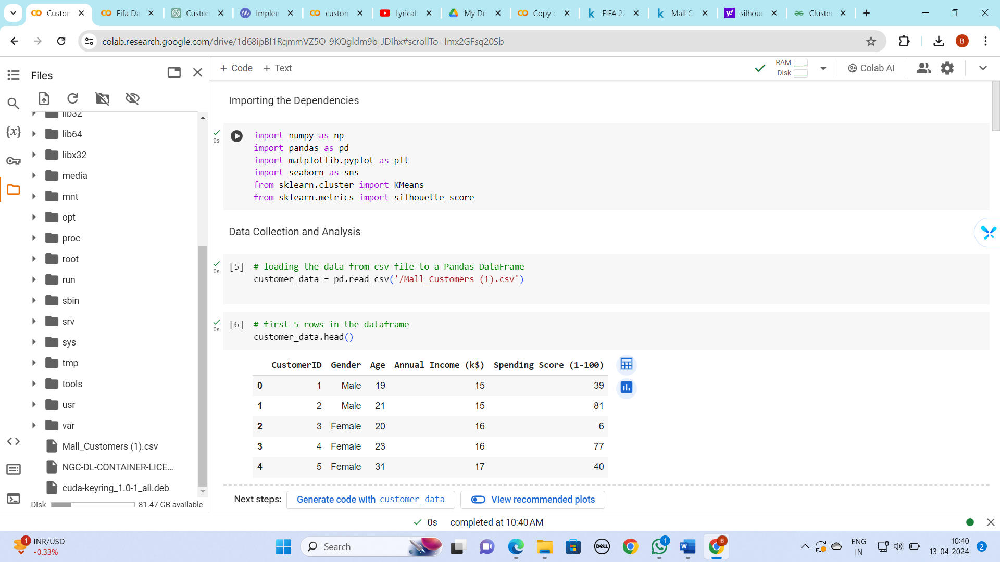 Custon
Fifa Da
Custon
Implen
custom
Lyrical:
My Dri
Copy c
FIFA 22
Mall C
silhoue
Cluste
colab.research.google.com/drive/1d68ipBI1RqmmVZ5O-9KQgldm9b_JDIhx#scrollTo=Imx2GFsq20Sb
B
Files
+ Code + Text
RAM
Disk
Colab AI
lib32
lib64
libx32
media
mnt
opt
proc
root
run
sbin
srv
sys
tmp
tools
usr
var
Mall_Customers (1).csv
NGC-DL-CONTAINER-LICE...
cuda-keyring_1.0-1_all.deb
Disk 81.47 GB available
Importing the Dependencies
0s
import numpy as np
import pandas as pd
import matplotlib.pyplot as plt
import seaborn as sns
from sklearn.cluster import KMeans
from sklearn.metrics import silhouette_score
Data Collection and Analysis
0s
[5] # loading the data from csv file to a Pandas DataFrame
customer_data = pd.read_csv('/Mall_Customers (1).csv')
0s
[6] # first 5 rows in the dataframe
customer_data.head()
CustomerID Gender Age Annual Income (k$) Spending Score (1-100)
0 1 Male 19 15 39
1 2 Male 21 15 81
2 3 Female 20 16 6
3 4 Female 23 16 77
4 5 Female 31 17 40
Next steps: Generate code with customer_data View recommended plots
0s completed at 10:40 AM
1 INR/USD
-0.33%
Search
DELL
1
W
B
ENG
IN
10:40
13-04-2024
2